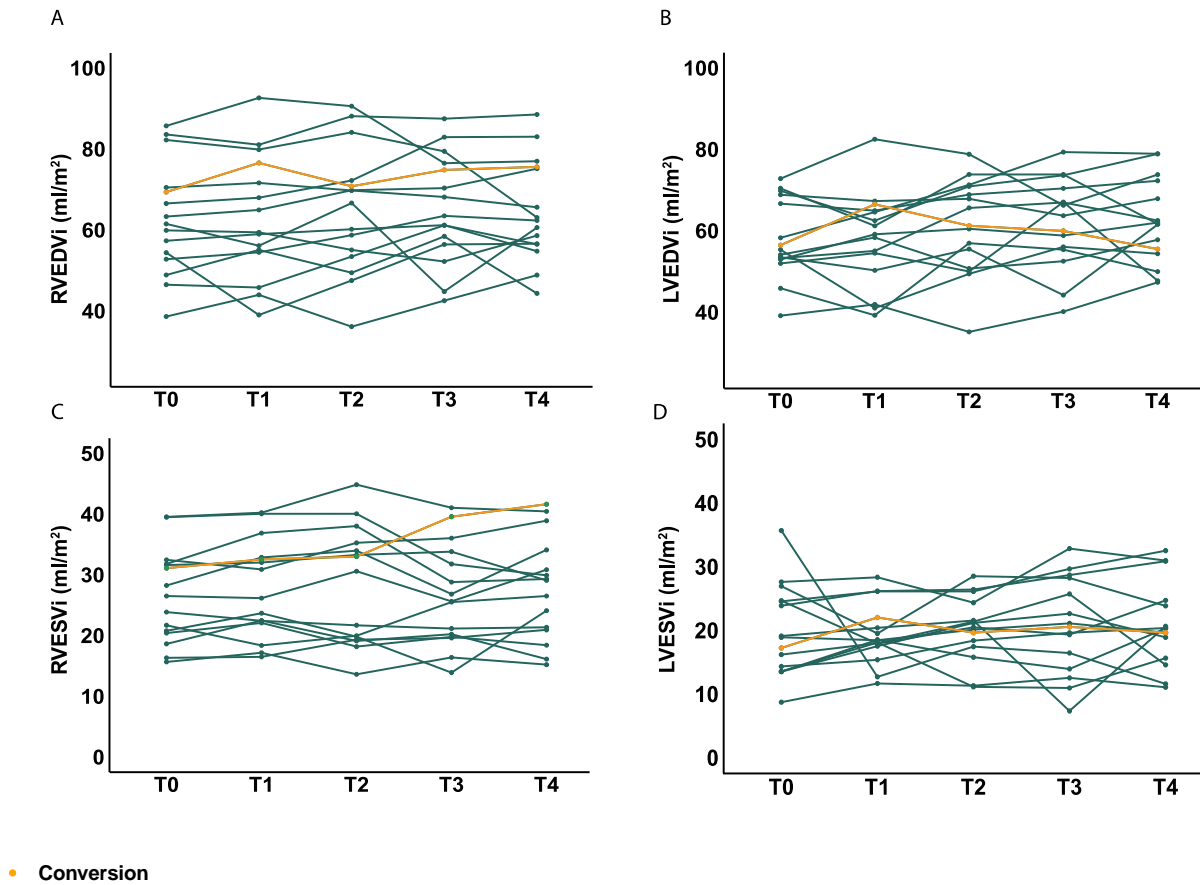 A
RVEDVi (ml/m²)
100
80
60
40
T0 T1 T2 T3 T4
B
LVEDVi (ml/m²)
100
80
60
40
T0 T1 T2 T3 T4
C
RVESVi (ml/m²)
50
40
30
20
10
0
T0 T1 T2 T3 T4
D
LVESVi (ml/m²)
50
40
30
20
10
0
T0 T1 T2 T3 T4
Conversion